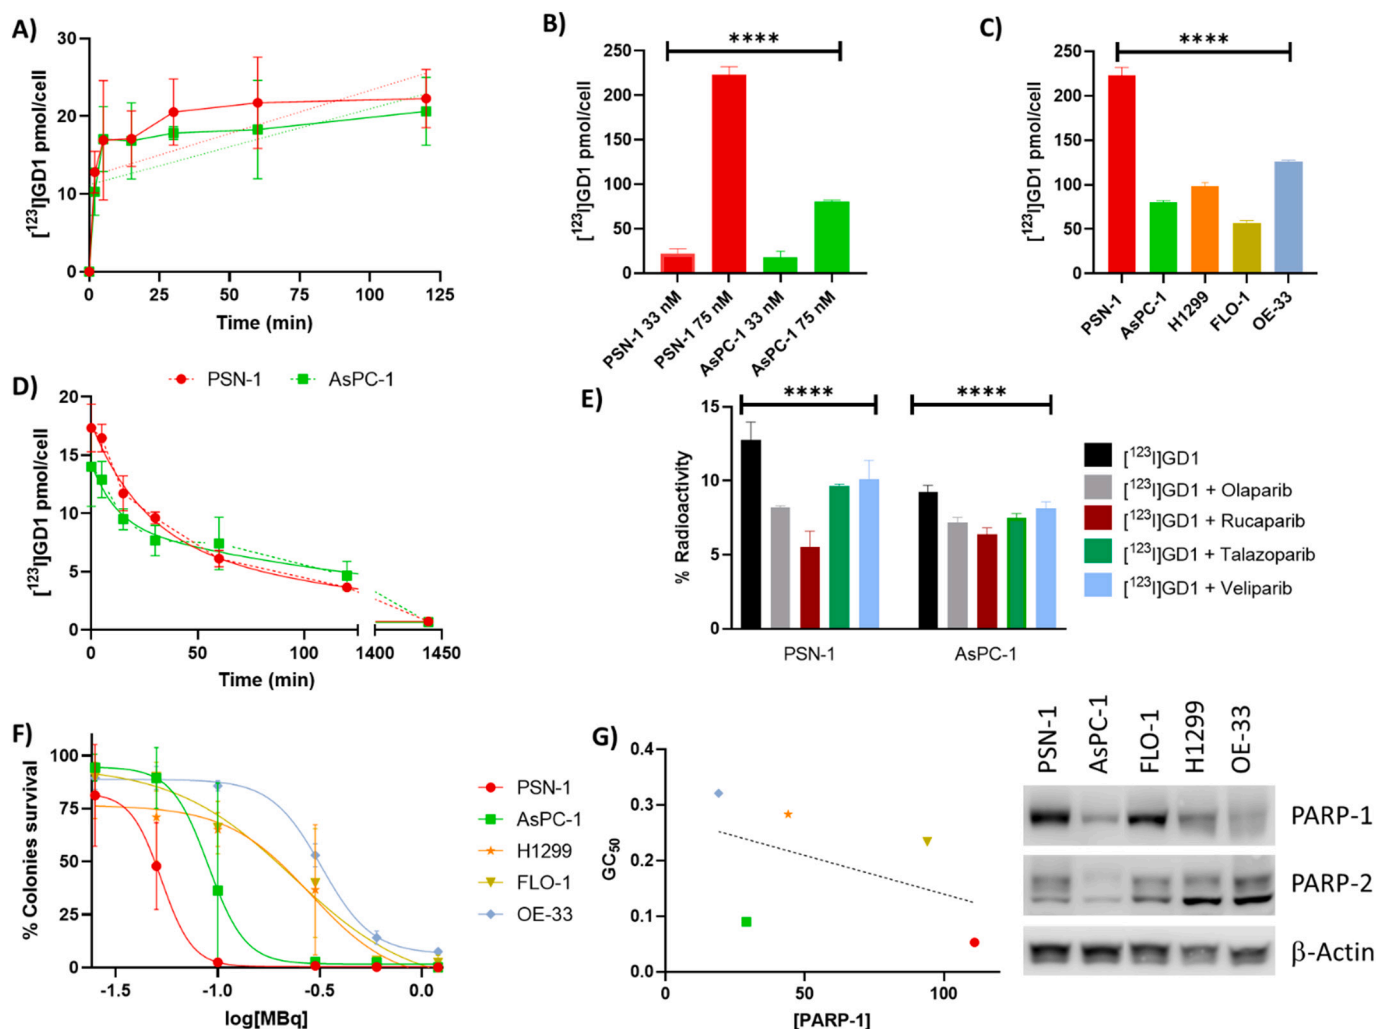 A)
[¹²³I]GD1 pmol/cell
30
20
10
0
0 25 50 75 100 125
Time (min)
B)
****
[¹²³I]GD1 pmol/cell
250
200
150
100
50
0
PSN-1 33 nM
PSN-1 75 nM
AsPC-1 33 nM
AsPC-1 75 nM
C)
****
[¹²³I]GD1 pmol/cell
250
200
150
100
50
0
PSN-1
AsPC-1
H1299
FLO-1
OE-33
D)
PSN-1 AsPC-1
[¹²³I]GD1 pmol/cell
20
15
10
5
0
0 50 100 1400 1450
Time (min)
E)
**** ****
% Radioactivity
15
10
5
0
PSN-1 AsPC-1
[¹²³I]GD1
[¹²³I]GD1 + Olaparib
[¹²³I]GD1 + Rucaparib
[¹²³I]GD1 + Talazoparib
[¹²³I]GD1 + Veliparib
F)
% Colonies survival
100
75
50
25
0
-1.5 -1.0 -0.5 0.0
log[MBq]
PSN-1
AsPC-1
H1299
FLO-1
OE-33
G)
GC₅₀
0.4
0.3
0.2
0.1
0.0
0 50 100
[PARP-1]
PSN-1
AsPC-1
FLO-1
H1299
OE-33
PARP-1
PARP-2
β-Actin